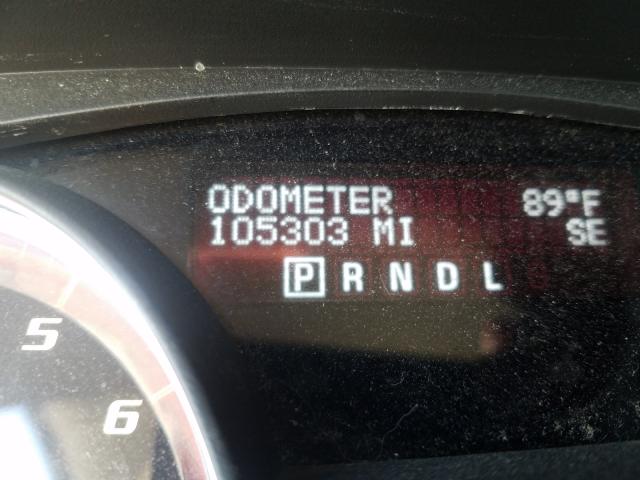 ODOMETER 89°F
105303 MI SE
P R N D L
5
6